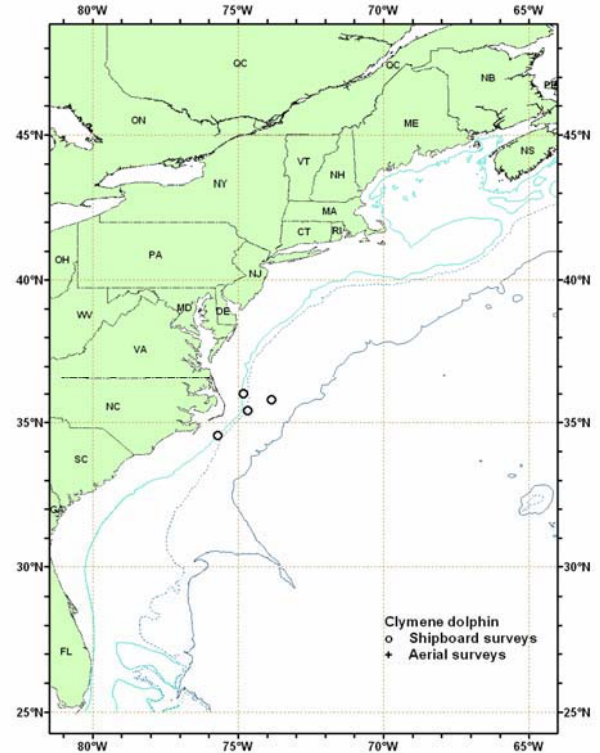 80°W 75°W 70°W 65°W
QC QC
NB
PE
ON
ME
45°N 45°N
NS
VT
NH
NY
MA
CT RI
PA
OH
40°N NJ 40°N
MD DE
WV
VA
35°N NC 35°N
SC
GA
30°N 30°N
Clymene dolphin
o Shipboard surveys
+ Aerial surveys
FL
25°N 25°N
80°W 75°W 70°W 65°W